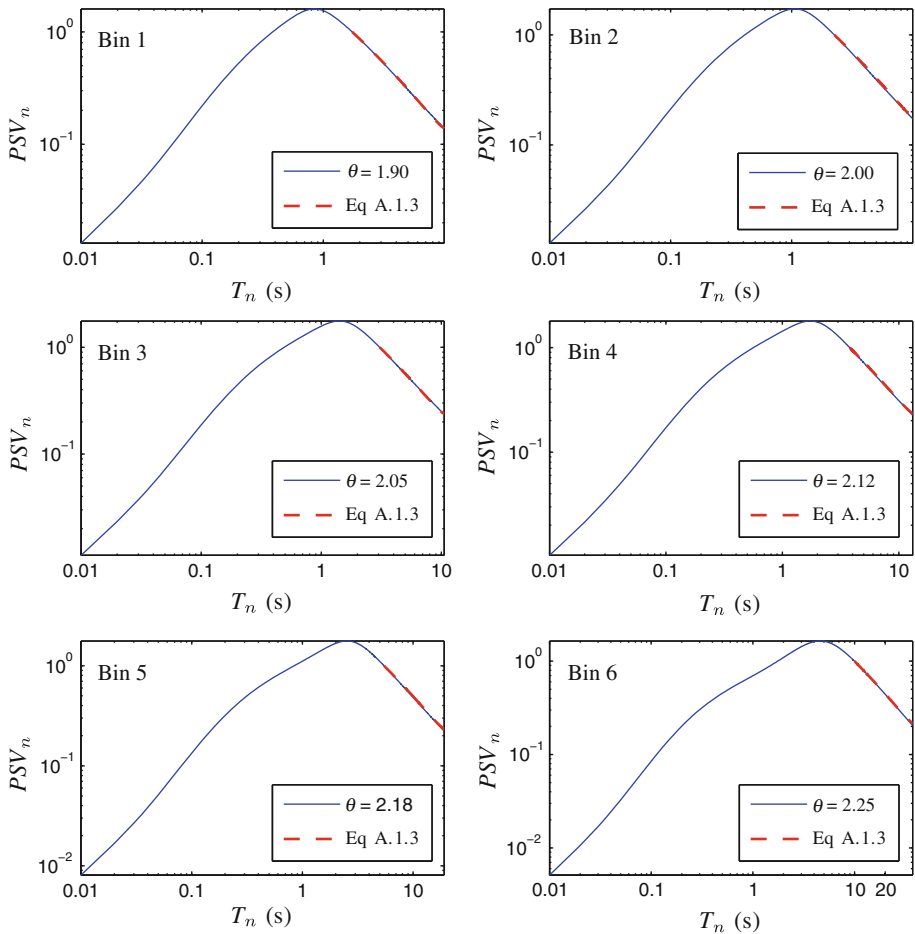 Bin 1
10^0
10^-1
PSV_n
θ = 1.90
Eq A.1.3
0.01 0.1 1
T_n (s)
Bin 2
10^0
10^-1
PSV_n
θ = 2.00
Eq A.1.3
0.01 0.1 1
T_n (s)
Bin 3
10^0
10^-1
PSV_n
θ = 2.05
Eq A.1.3
0.01 0.1 1 10
T_n (s)
Bin 4
10^0
10^-1
PSV_n
θ = 2.12
Eq A.1.3
0.01 0.1 1 10
T_n (s)
Bin 5
10^0
10^-1
10^-2
PSV_n
θ = 2.18
Eq A.1.3
0.01 0.1 1 10
T_n (s)
Bin 6
10^0
10^-1
10^-2
PSV_n
θ = 2.25
Eq A.1.3
0.01 0.1 1 10 20
T_n (s)